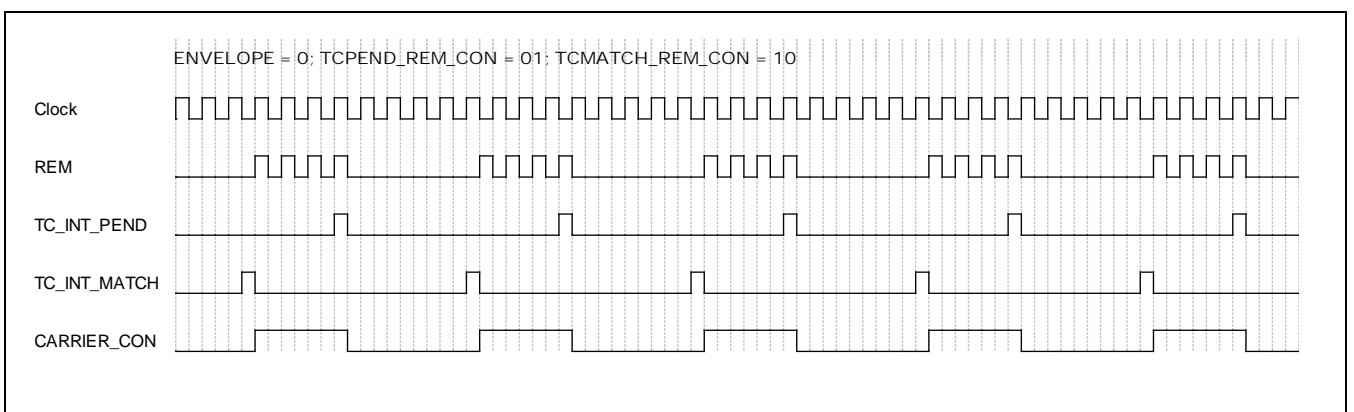 ENVELOPE = 0; TCPEND_REM_CON = 01; TCMATCH_REM_CON = 10
Clock
REM
TC_INT_PEND
TC_INT_MATCH
CARRIER_CON